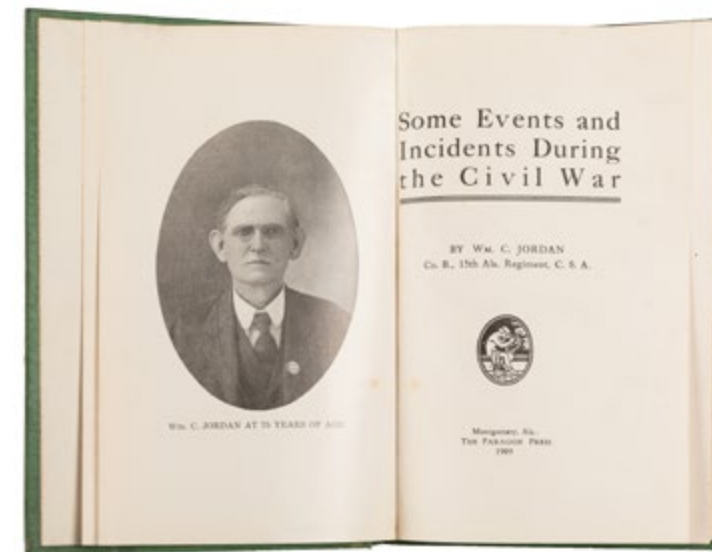 Wm. C. JORDAN AT 75 YEARS OF AGE
Some Events and
Incidents During
the Civil War
BY Wm. C. JORDAN
Co. B., 15th Ala. Regiment, C. S. A.
Montgomery, Ala.
THE PARAGON PRESS
1909